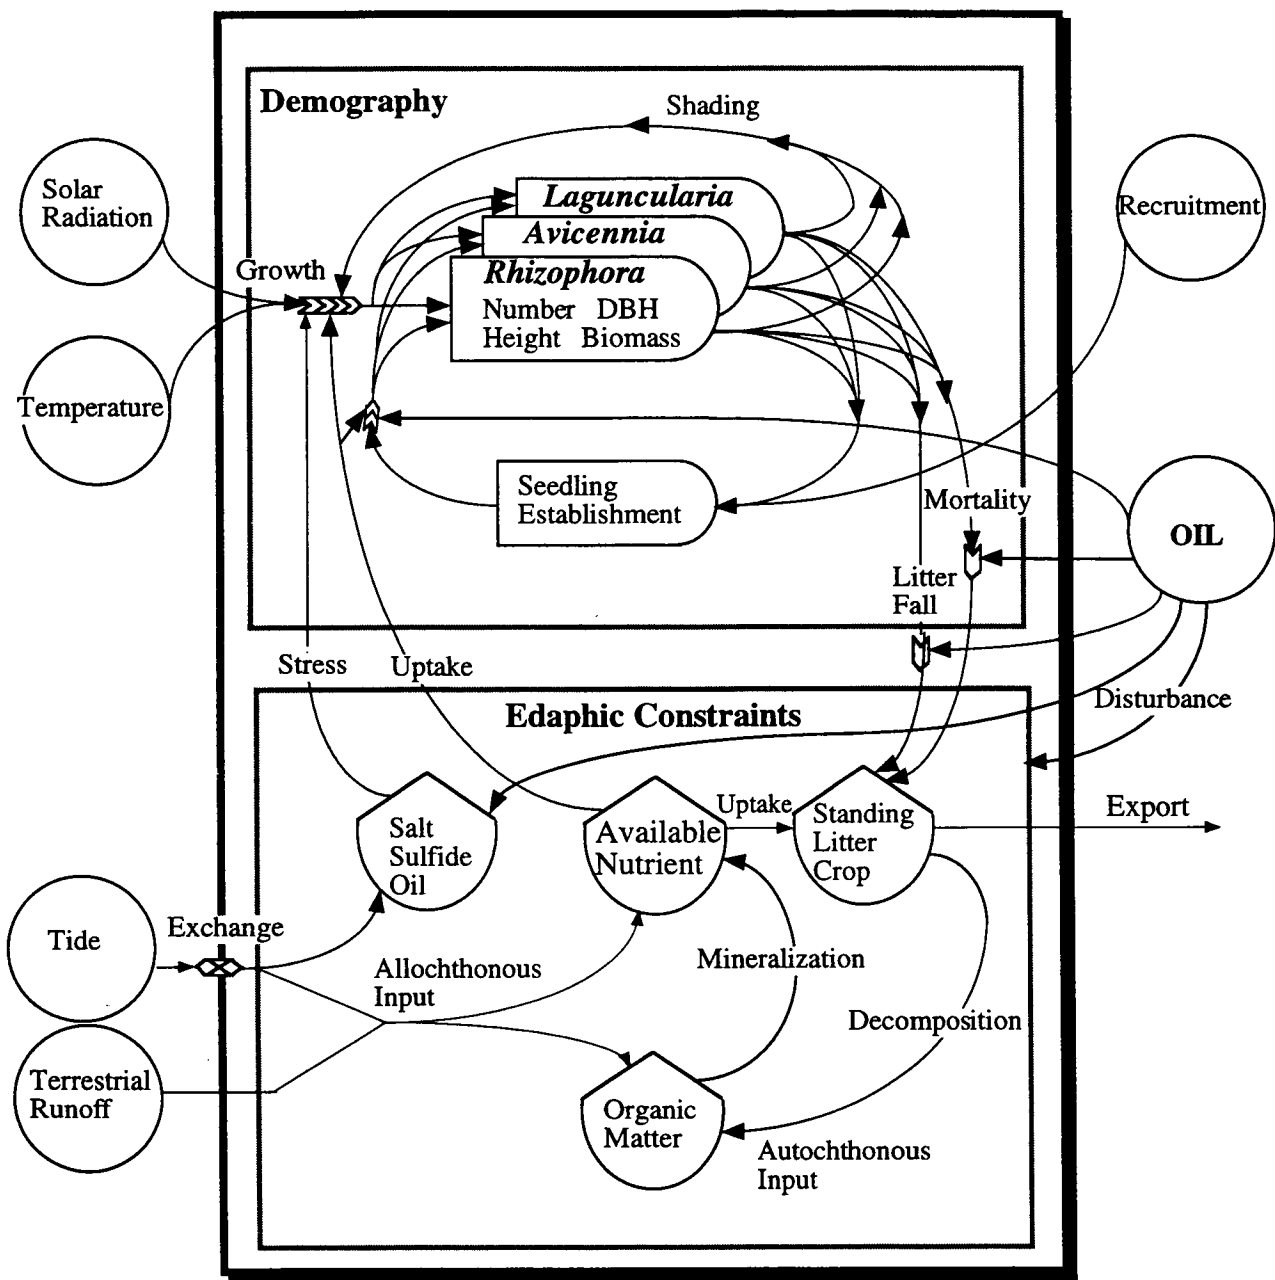 Demography
Shading
Solar
Radiation
Recruitment
Laguncularia
Avicennia
Rhizophora
Number DBH
Height Biomass
Growth
Temperature
Seedling
Establishment
Mortality
OIL
Litter
Fall
Stress
Uptake
Disturbance
Edaphic Constraints
Salt
Sulfide
Oil
Available
Nutrient
Uptake
Standing
Litter
Crop
Export
Tide
Exchange
Allochthonous
Input
Mineralization
Decomposition
Terrestrial
Runoff
Organic
Matter
Autochthonous
Input